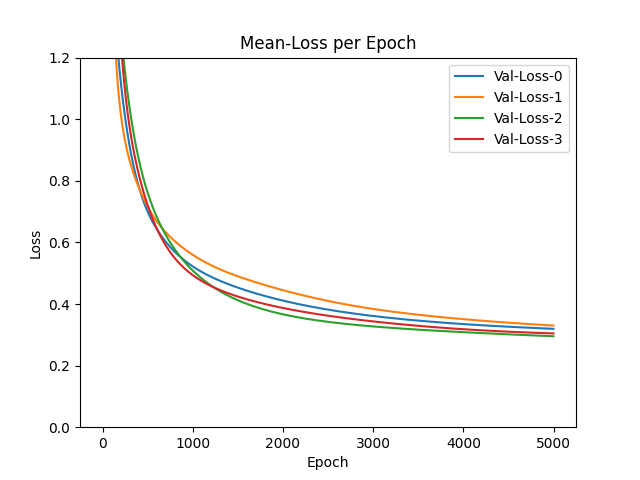 Mean-Loss per Epoch
Val-Loss-0
Val-Loss-1
Val-Loss-2
Val-Loss-3
1.2
1.0
0.8
0.6
0.4
0.2
0.0
Loss
0 1000 2000 3000 4000 5000
Epoch